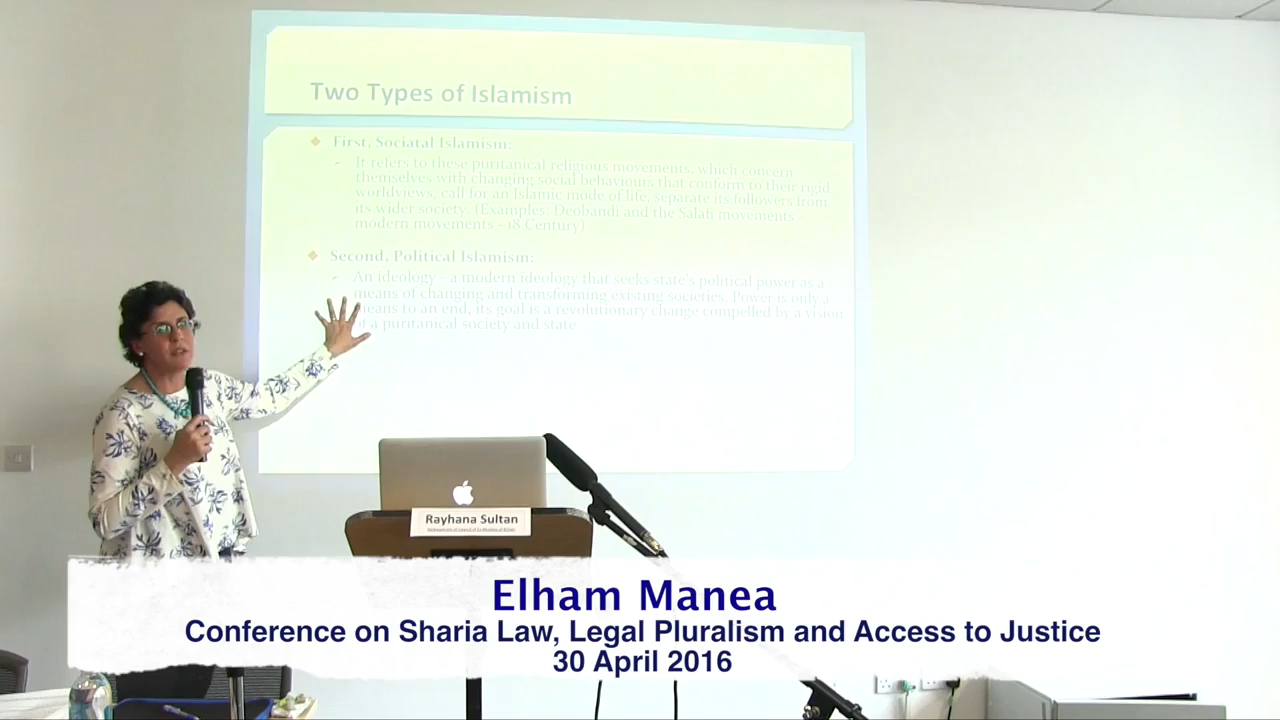 Two Types of Islamism
First, Sociatal Islamism:
It refers to these puritanical religious movements, which concern
themselves with changing social behaviours that conform to their rigid
worldviews, call for an Islamic mode of life, separate its followers from
its wider society. (Examples: Deobandi and the Salafi movements –
modern movements - 18 Century)
Second, Political Islamism:
An ideology - a modern ideology that seeks state's political power as a
means of changing and transforming existing societies. Power is only a
means to an end, its goal is a revolutionary change compelled by a vision
of a puritanical society and state
Rayhana Sultan
Elham Manea
Conference on Sharia Law, Legal Pluralism and Access to Justice
30 April 2016